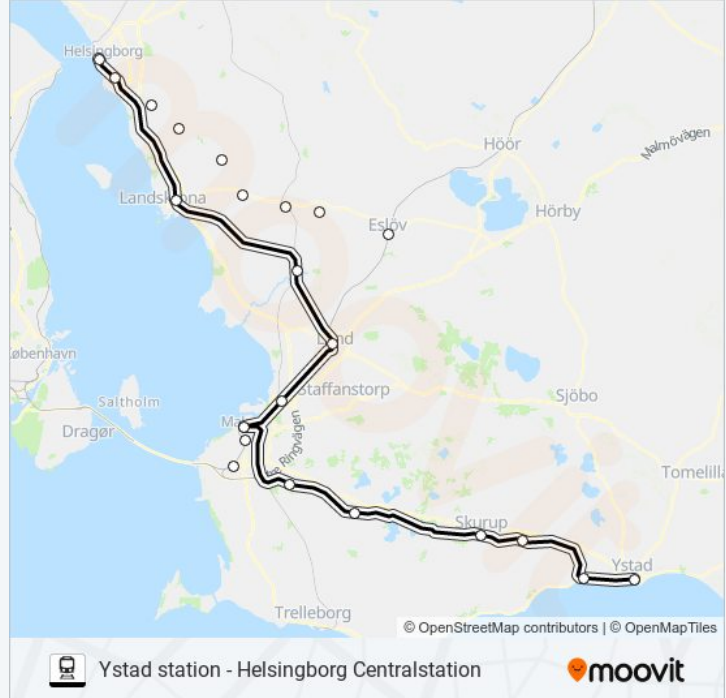 Helsingborg
Höör
Malmövägen
Landskrona
Hörby
Eslöv
Lund
København
Staffanstorp
Sjöbo
Saltholm
Dragør
Ringvägen
Tomelilla
Skurup
Ystad
Trelleborg
© OpenStreetMap contributors | © OpenMapTiles
Ystad station - Helsingborg Centralstation
moovit